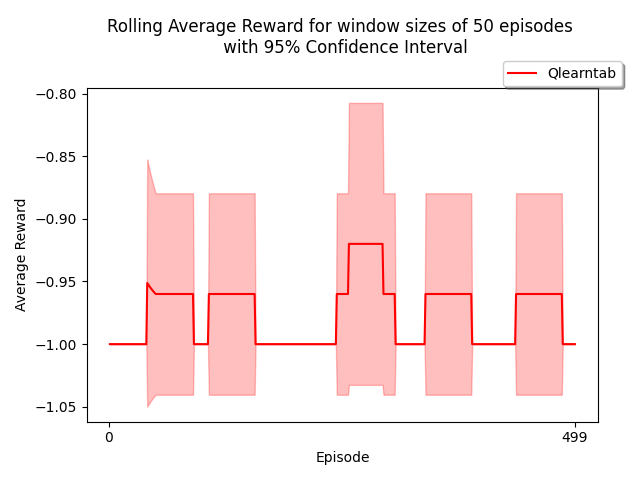 Rolling Average Reward for window sizes of 50 episodes
with 95% Confidence Interval
Qlearntab
−0.80
−0.85
−0.90
−0.95
−1.00
−1.05
Average Reward
0
499
Episode